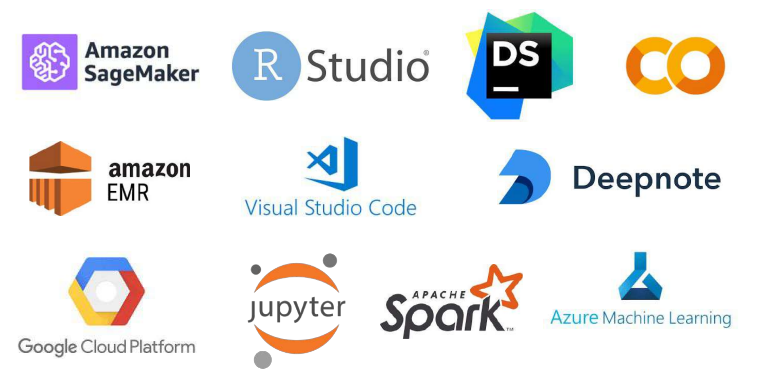 Amazon
SageMaker
R Studio®
DS
CO
amazon
EMR
Visual Studio Code
Deepnote
Google Cloud Platform
jupyter
APACHE
Spark™
Azure Machine Learning